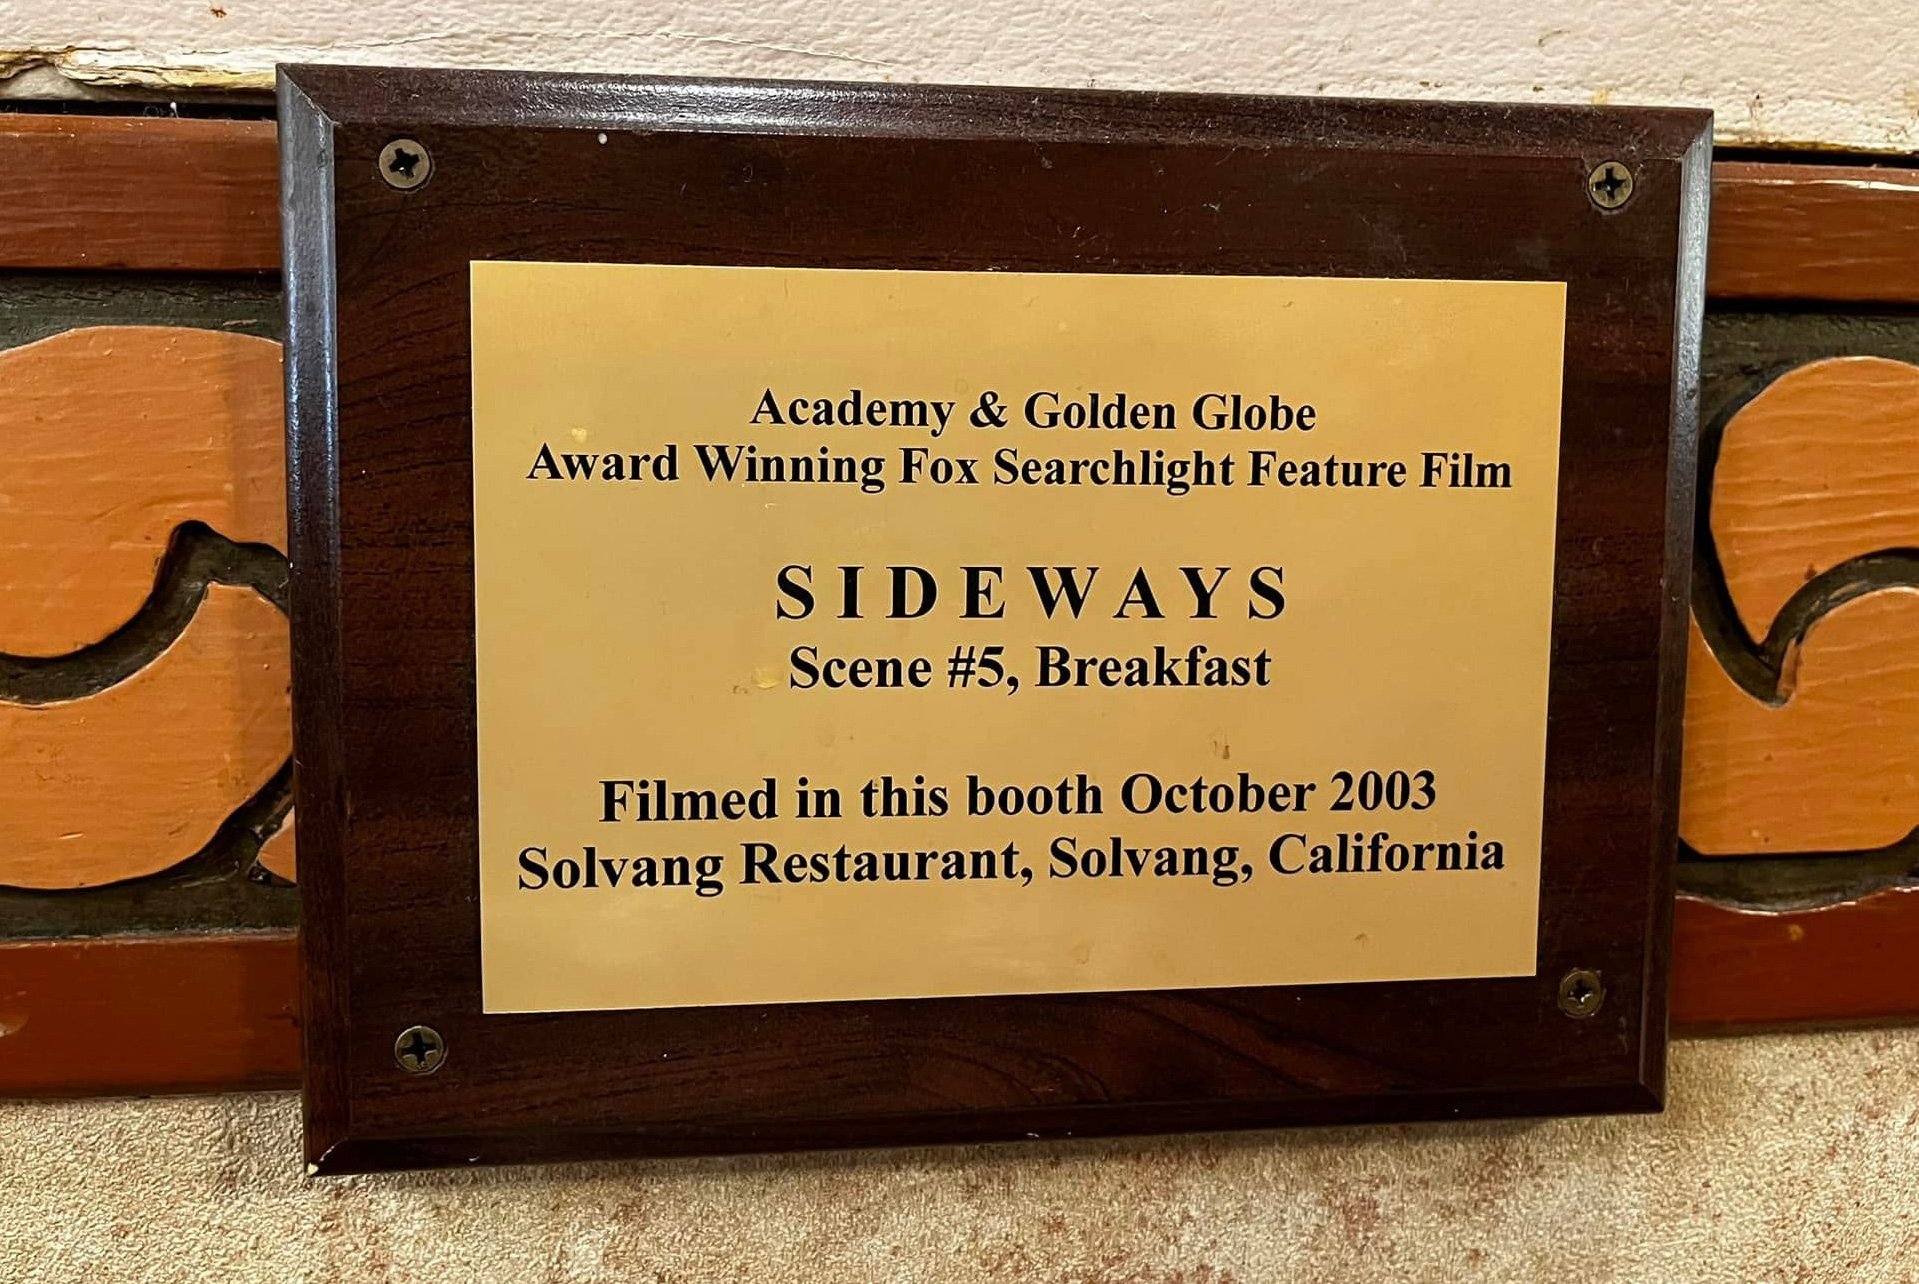 Academy & Golden Globe
Award Winning Fox Searchlight Feature Film
SIDEWAYS
Scene #5, Breakfast
Filmed in this booth October 2003
Solvang Restaurant, Solvang, California